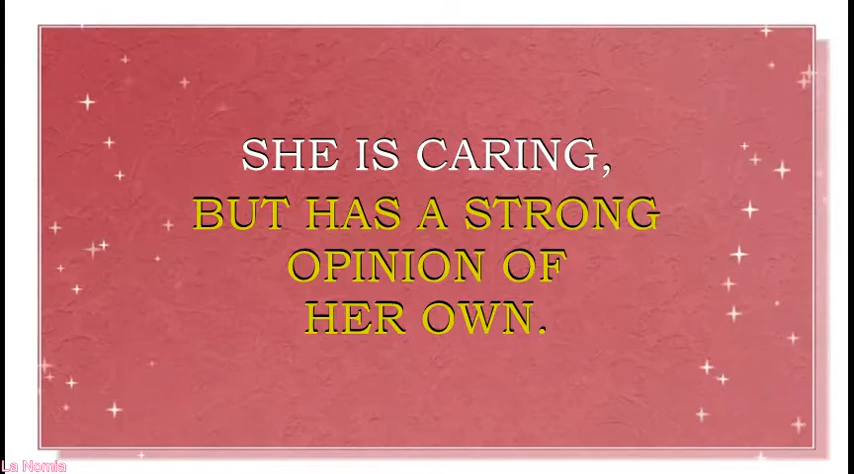 SHE IS CARING,
BUT HAS A STRONG
OPINION OF
HER OWN.
La Nomia